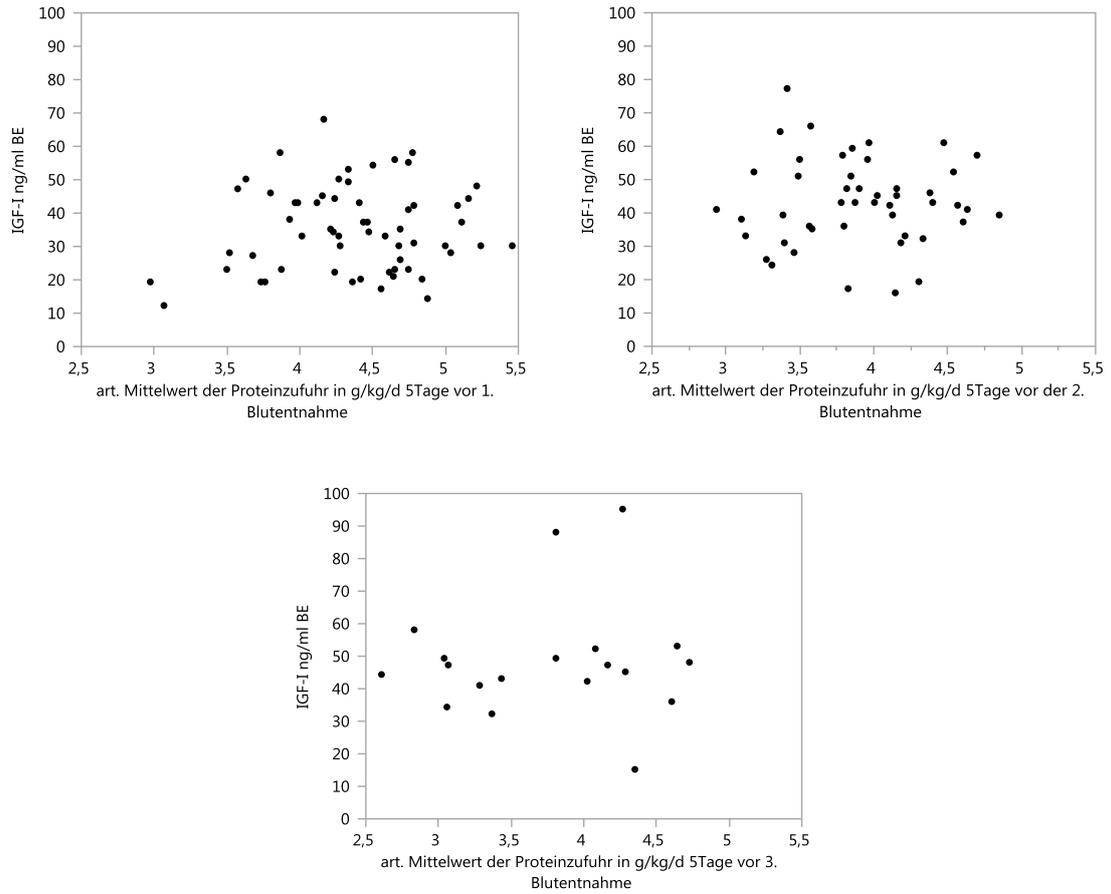 100
90
80
70
60
50
40
30
20
10
0
IGF-I ng/ml BE
2,5 3 3,5 4 4,5 5 5,5
art. Mittelwert der Proteinzufuhr in g/kg/d 5Tage vor 1.
Blutentnahme
100
90
80
70
60
50
40
30
20
10
0
IGF-I ng/ml BE
2,5 3 3,5 4 4,5 5 5,5
art. Mittelwert der Proteinzufuhr in g/kg/d 5Tage vor der 2.
Blutentnahme
100
90
80
70
60
50
40
30
20
10
0
IGF-I ng/ml BE
2,5 3 3,5 4 4,5 5 5,5
art. Mittelwert der Proteinzufuhr in g/kg/d 5Tage vor 3.
Blutentnahme